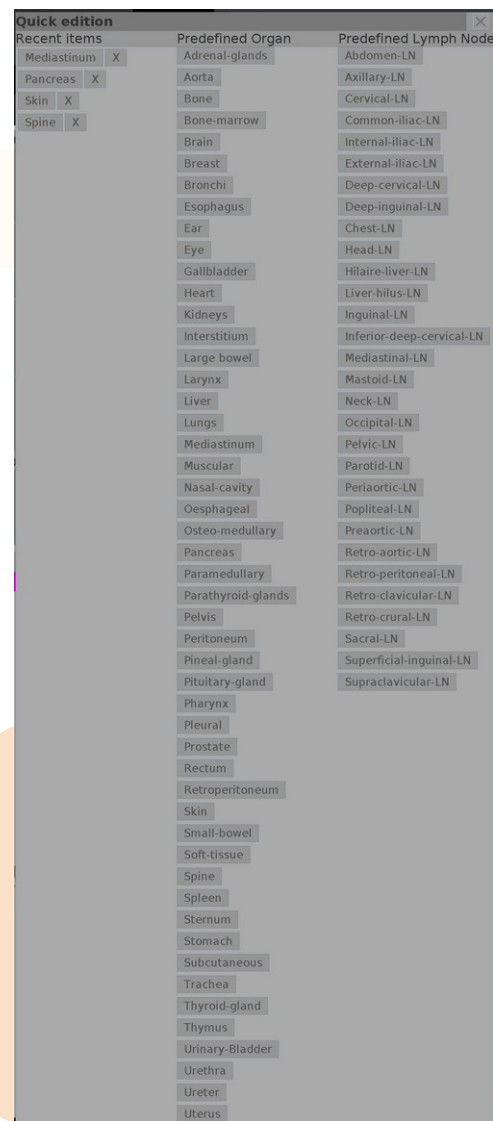 Quick edition X
Recent items
Mediastinum X
Pancreas X
Skin X
Spine X
Predefined Organ
Adrenal-glands
Aorta
Bone
Bone-marrow
Brain
Breast
Bronchi
Esophagus
Ear
Eye
Gallbladder
Heart
Kidneys
Interstitium
Large bowel
Larynx
Liver
Lungs
Mediastinum
Muscular
Nasal-cavity
Oesphageal
Osteo-medullary
Pancreas
Paramedullary
Parathyroid-glands
Pelvis
Peritoneum
Pineal-gland
Pituitary-gland
Pharynx
Pleural
Prostate
Rectum
Retroperitoneum
Skin
Small-bowel
Soft-tissue
Spine
Spleen
Sternum
Stomach
Subcutaneous
Trachea
Thyroid-gland
Thymus
Urinary-Bladder
Urethra
Ureter
Uterus
Predefined Lymph Node
Abdomen-LN
Axillary-LN
Cervical-LN
Common-iliac-LN
Internal-iliac-LN
External-iliac-LN
Deep-cervical-LN
Deep-inguinal-LN
Chest-LN
Head-LN
Hilaire-liver-LN
Liver-hilus-LN
Inguinal-LN
Inferior-deep-cervical-LN
Mediastinal-LN
Mastoid-LN
Neck-LN
Occipital-LN
Pelvic-LN
Parotid-LN
Periaortic-LN
Popliteal-LN
Preaortic-LN
Retro-aortic-LN
Retro-peritoneal-LN
Retro-clavicular-LN
Retro-crural-LN
Sacral-LN
Superficial-inguinal-LN
Supraclavicular-LN